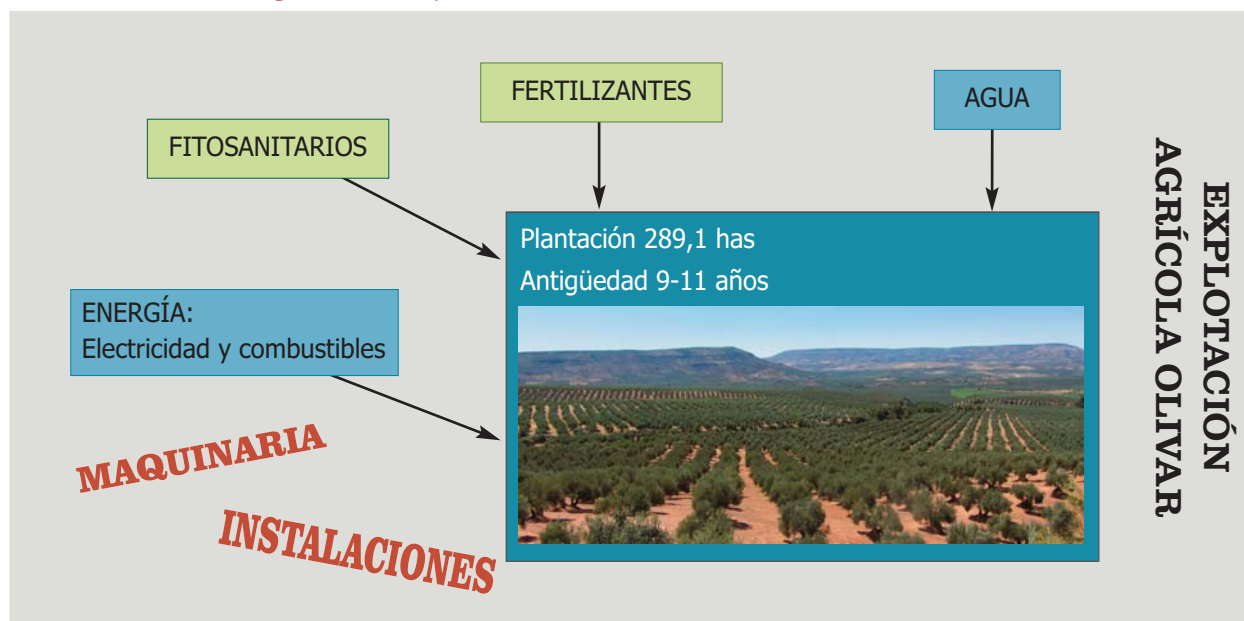 FERTILIZANTES
AGUA
FITOSANITARIOS
Plantación 289,1 has
Antigüedad 9-11 años
ENERGÍA:
Electricidad y combustibles
MAQUINARIA
INSTALACIONES
EXPLOTACIÓN
AGRÍCOLA OLIVAR